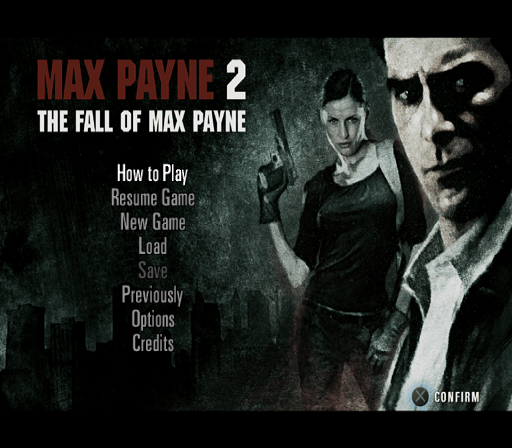 MAX PAYNE 2
THE FALL OF MAX PAYNE
How to Play
Resume Game
New Game
Load
Save
Previously
Options
Credits
CONFIRM